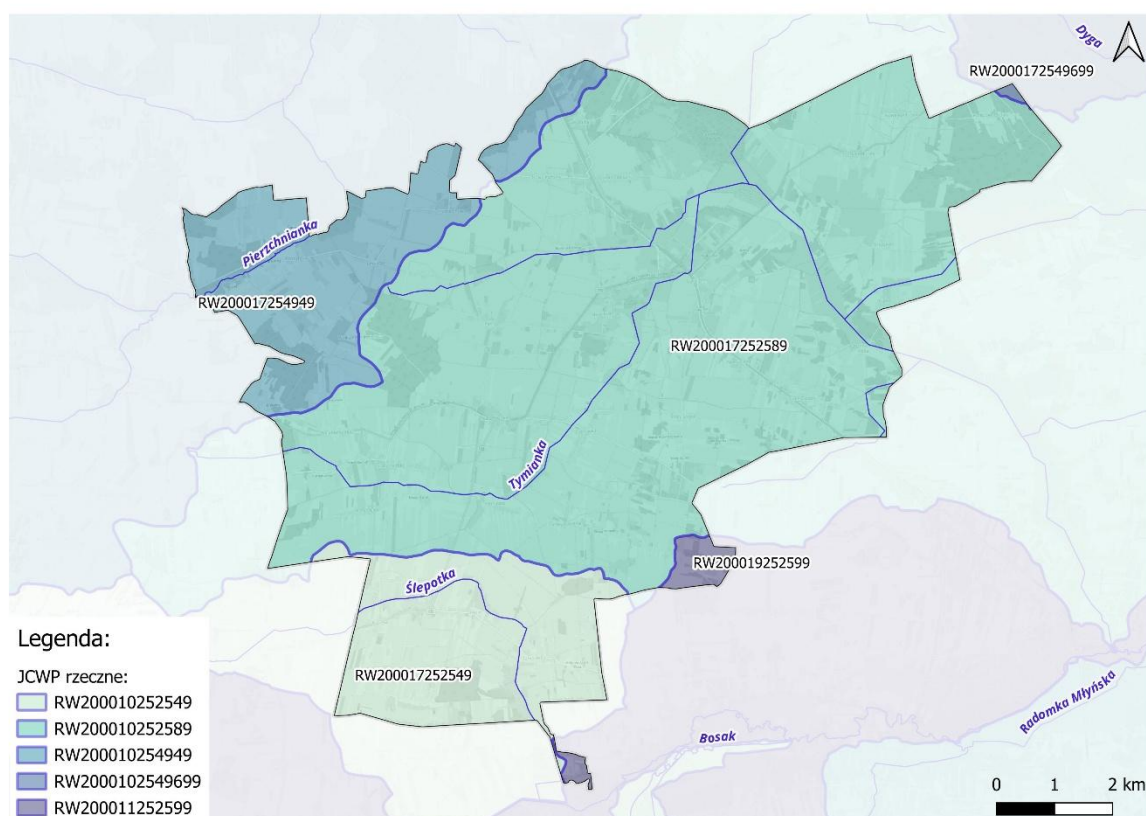 Dyga
RW2000172549699
Pierzchnianka
RW200017254949
RW200017252589
Tymianka
RW200019252599
Ślepotka
RW200017252549
Radomka Młyńska
Bosak
Legenda:
JCWP rzeczne:
RW200010252549
RW200010252589
RW200010254949
RW2000102549699
RW200011252599
0 1 2 km